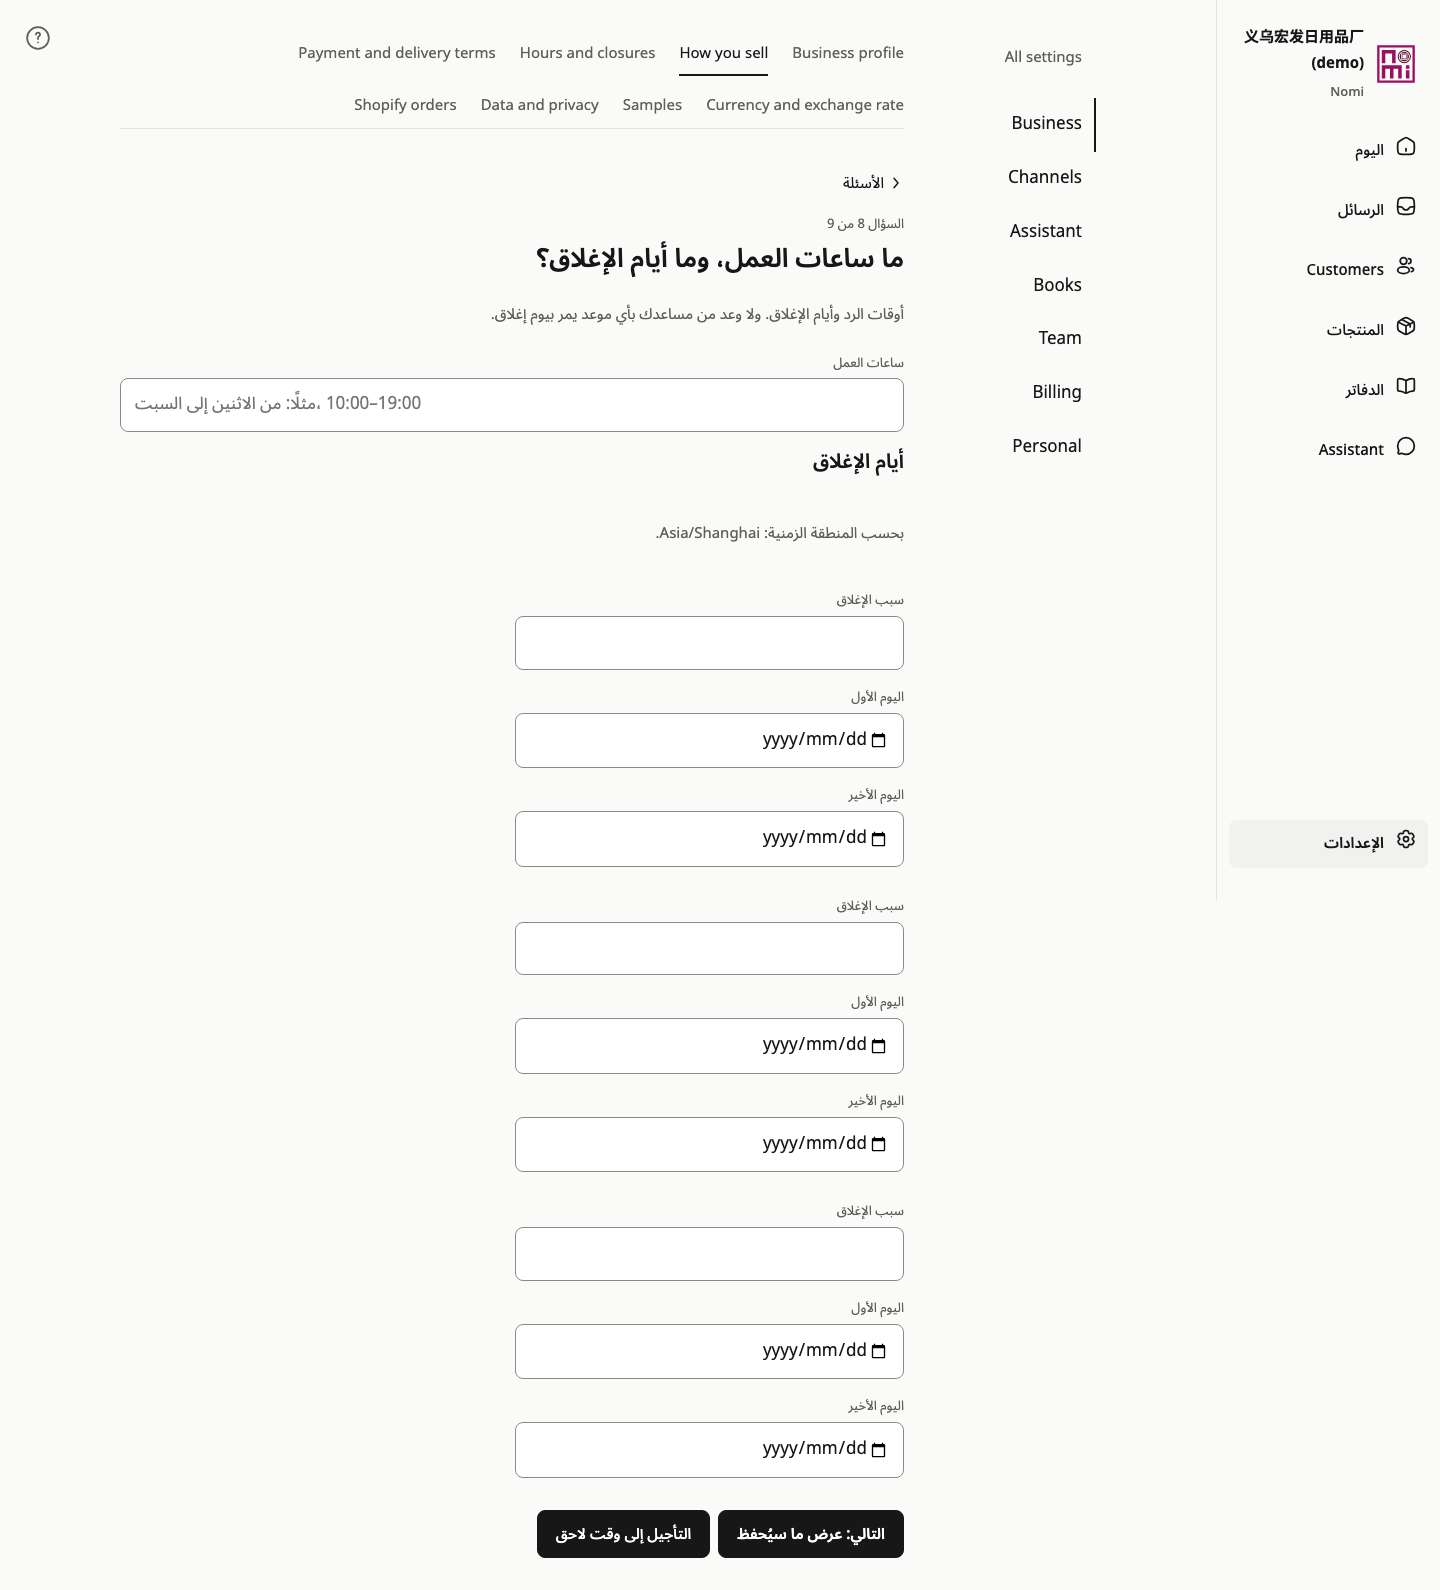 义乌宏发日用品厂
(demo)
Nomi
اليوم
الرسائل
Customers
المنتجات
الدفاتر
Assistant
الإعدادات
All settings
Business
Channels
Assistant
Books
Team
Billing
Personal
Business profile
How you sell
Hours and closures
Payment and delivery terms
Currency and exchange rate
Samples
Data and privacy
Shopify orders
الأسئلة
السؤال 8 من 9
ما ساعات العمل، وما أيام الإغلاق؟
أوقات الرد وأيام الإغلاق. ولا وعد من مساعدك بأي موعد يمر بيوم إغلاق.
ساعات العمل
مثلًا: من الاثنين إلى السبت، 10:00–19:00
أيام الإغلاق
بحسب المنطقة الزمنية: Asia/Shanghai.
سبب الإغلاق
اليوم الأول
yyyy/mm/dd
اليوم الأخير
yyyy/mm/dd
سبب الإغلاق
اليوم الأول
yyyy/mm/dd
اليوم الأخير
yyyy/mm/dd
سبب الإغلاق
اليوم الأول
yyyy/mm/dd
اليوم الأخير
yyyy/mm/dd
التالي: عرض ما سيُحفظ
التأجيل إلى وقت لاحق